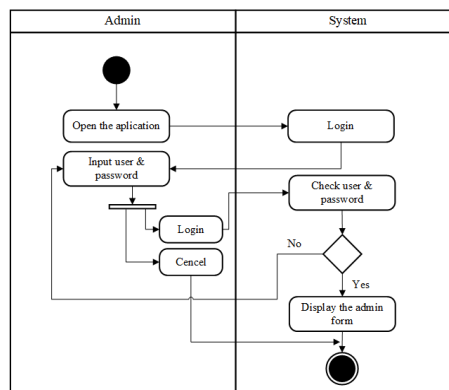 Admin
System
Open the aplication
Login
Input user &
password
Check user &
password
Login
No
Cencel
Yes
Display the admin
form